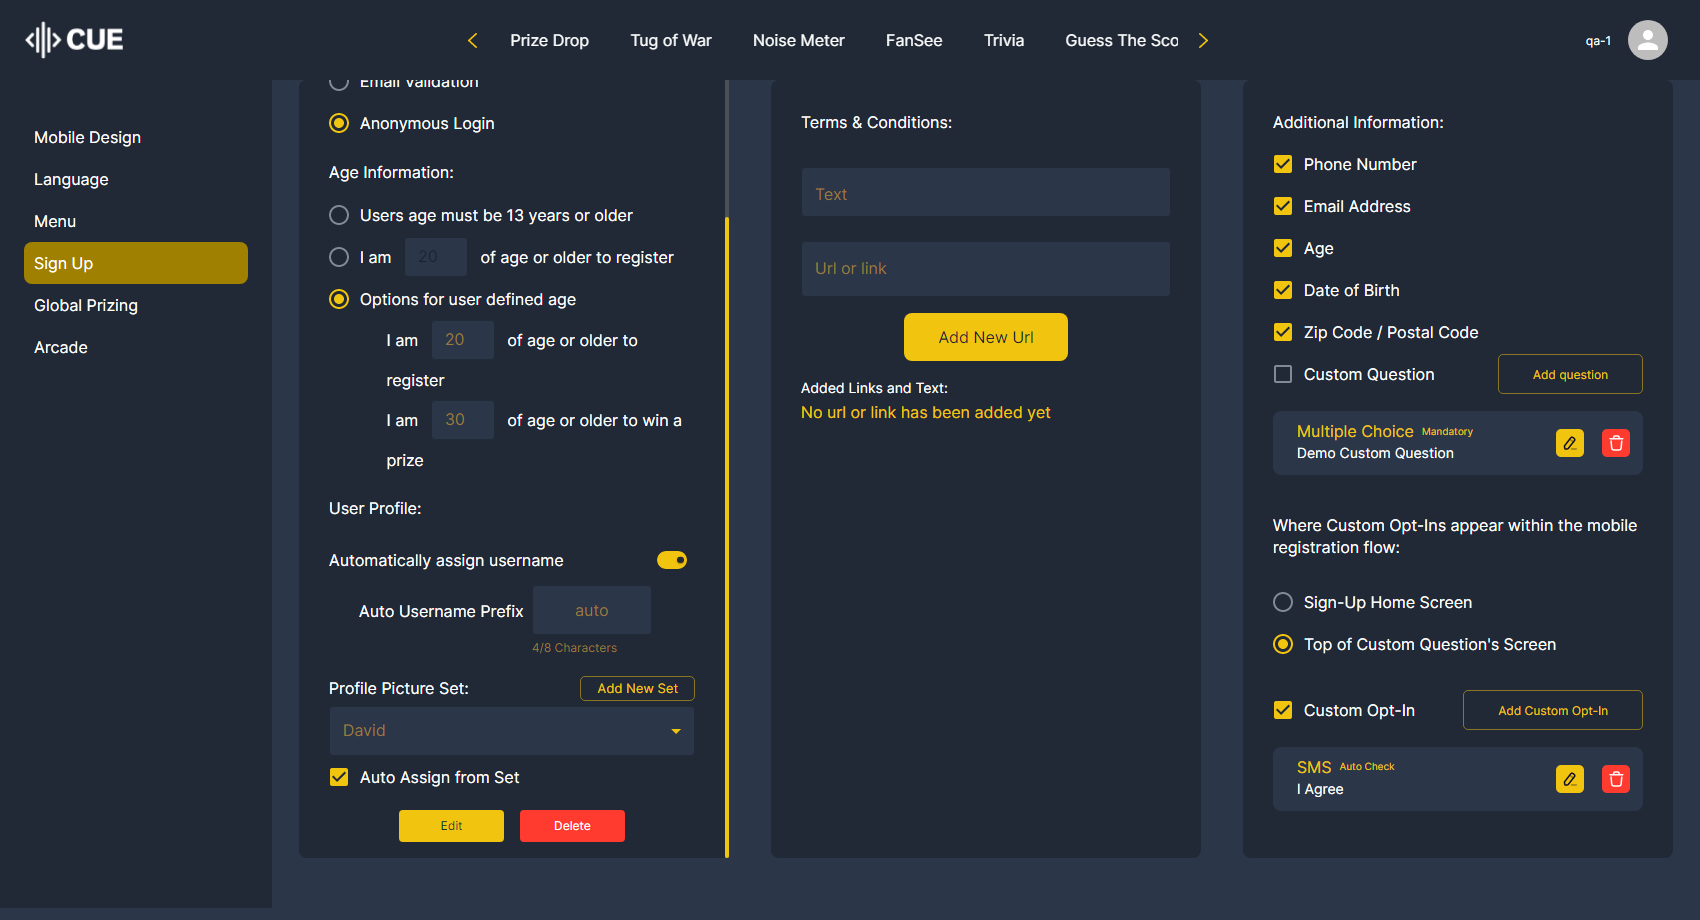 CUE
Prize Drop
Tug of War
Noise Meter
FanSee
Trivia
Guess The Sco
qa-1
Mobile Design
Language
Menu
Sign Up
Global Prizing
Arcade
Email Validation
Anonymous Login
Age Information:
Users age must be 13 years or older
I am 20 of age or older to register
Options for user defined age
I am 20 of age or older to
register
I am 30 of age or older to win a
prize
User Profile:
Automatically assign username
Auto Username Prefix auto
4/8 Characters
Profile Picture Set: Add New Set
David
Auto Assign from Set
Edit Delete
Terms & Conditions:
Text
Url or link
Add New Url
Added Links and Text:
No url or link has been added yet
Additional Information:
Phone Number
Email Address
Age
Date of Birth
Zip Code / Postal Code
Custom Question Add question
Multiple Choice Mandatory
Demo Custom Question
Where Custom Opt-Ins appear within the mobile
registration flow:
Sign-Up Home Screen
Top of Custom Question's Screen
Custom Opt-In Add Custom Opt-In
SMS Auto Check
I Agree